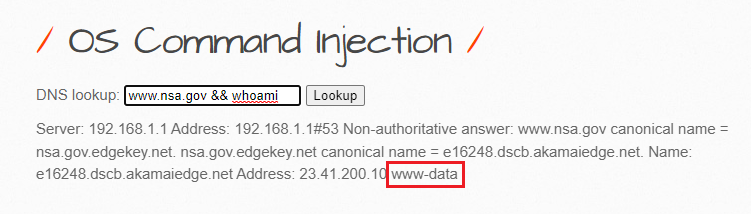 / OS Command Injection /
DNS lookup: www.nsa.gov && whoami Lookup
Server: 192.168.1.1 Address: 192.168.1.1#53 Non-authoritative answer: www.nsa.gov canonical name =
nsa.gov.edgekey.net. nsa.gov.edgekey.net canonical name = e16248.dscb.akamaiedge.net. Name:
e16248.dscb.akamaiedge.net Address: 23.41.200.10 www-data